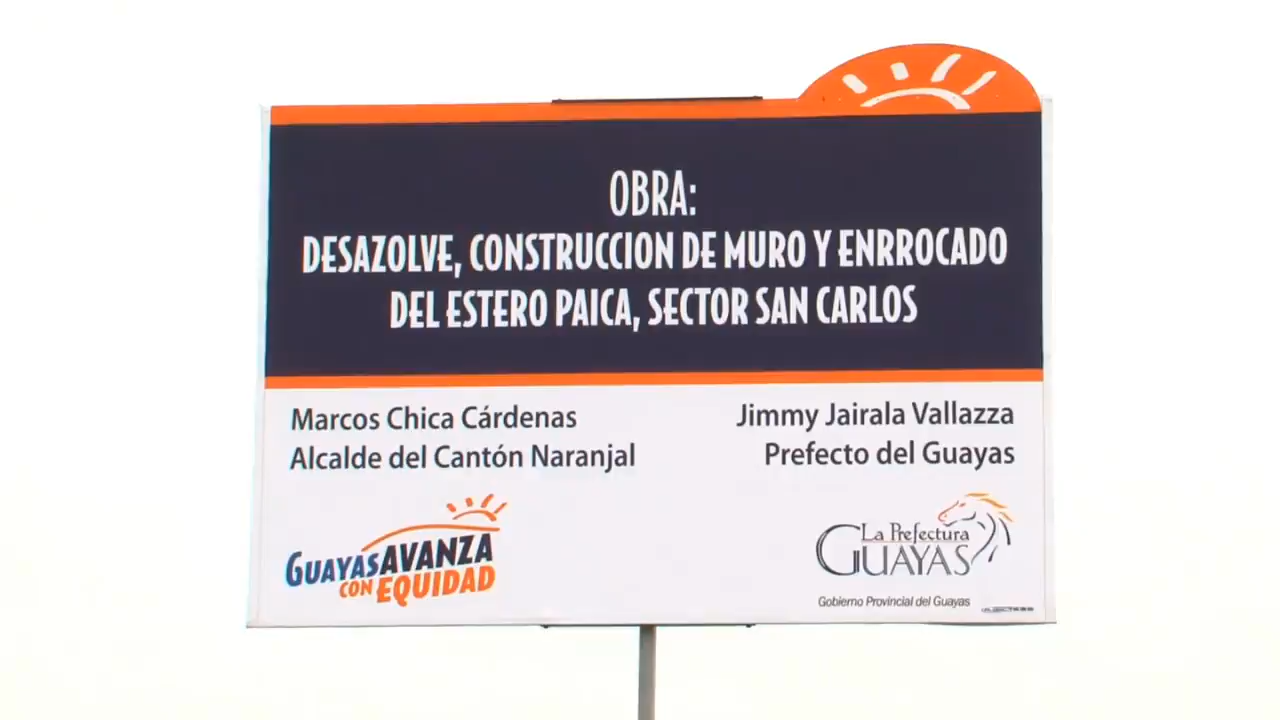 OBRA:
DESAZOLVE, CONSTRUCCION DE MURO Y ENRROCADO
DEL ESTERO PAICA, SECTOR SAN CARLOS
Marcos Chica Cárdenas
Alcalde del Cantón Naranjal
Jimmy Jairala Vallazza
Prefecto del Guayas
GUAYAS AVANZA
CON EQUIDAD
La Prefectura
GUAYAS
Gobierno Provincial del Guayas